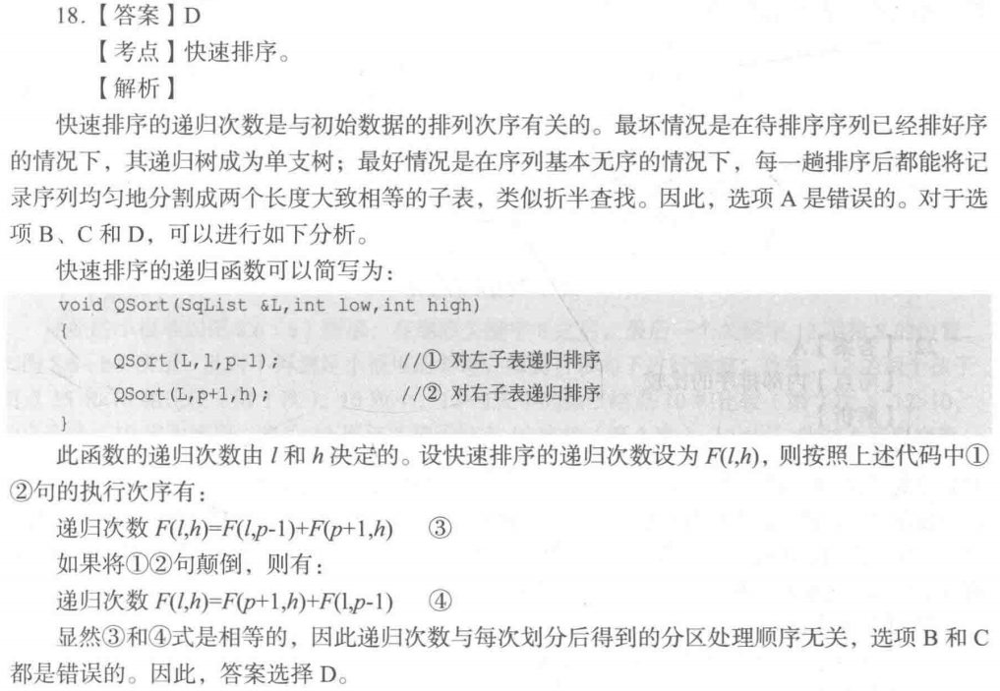 18.【答案】D
【考点】快速排序。
【解析】
快速排序的递归次数是与初始数据的排列次序有关的。最坏情况是在待排序序列已经排好序
的情况下，其递归树成为单支树；最好情况是在序列基本无序的情况下，每一趟排序后都能将记
录序列均匀地分割成两个长度大致相等的子表，类似折半查找。因此，选项 A 是错误的。对于选
项 B、C 和 D，可以进行如下分析。
快速排序的递归函数可以简写为：
void QSort(SqList &L,int low,int high)
{
QSort(L,l,p-1); //① 对左子表递归排序
QSort(L,p+1,h); //② 对右子表递归排序
}
此函数的递归次数由 l 和 h 决定的。设快速排序的递归次数设为 F(l,h)，则按照上述代码中①
②句的执行次序有：
递归次数 F(l,h)=F(l,p-1)+F(p+1,h) ③
如果将①②句颠倒，则有：
递归次数 F(l,h)=F(p+1,h)+F(l,p-1) ④
显然③和④式是相等的，因此递归次数与每次划分后得到的分区处理顺序无关，选项 B 和 C
都是错误的。因此，答案选择 D。